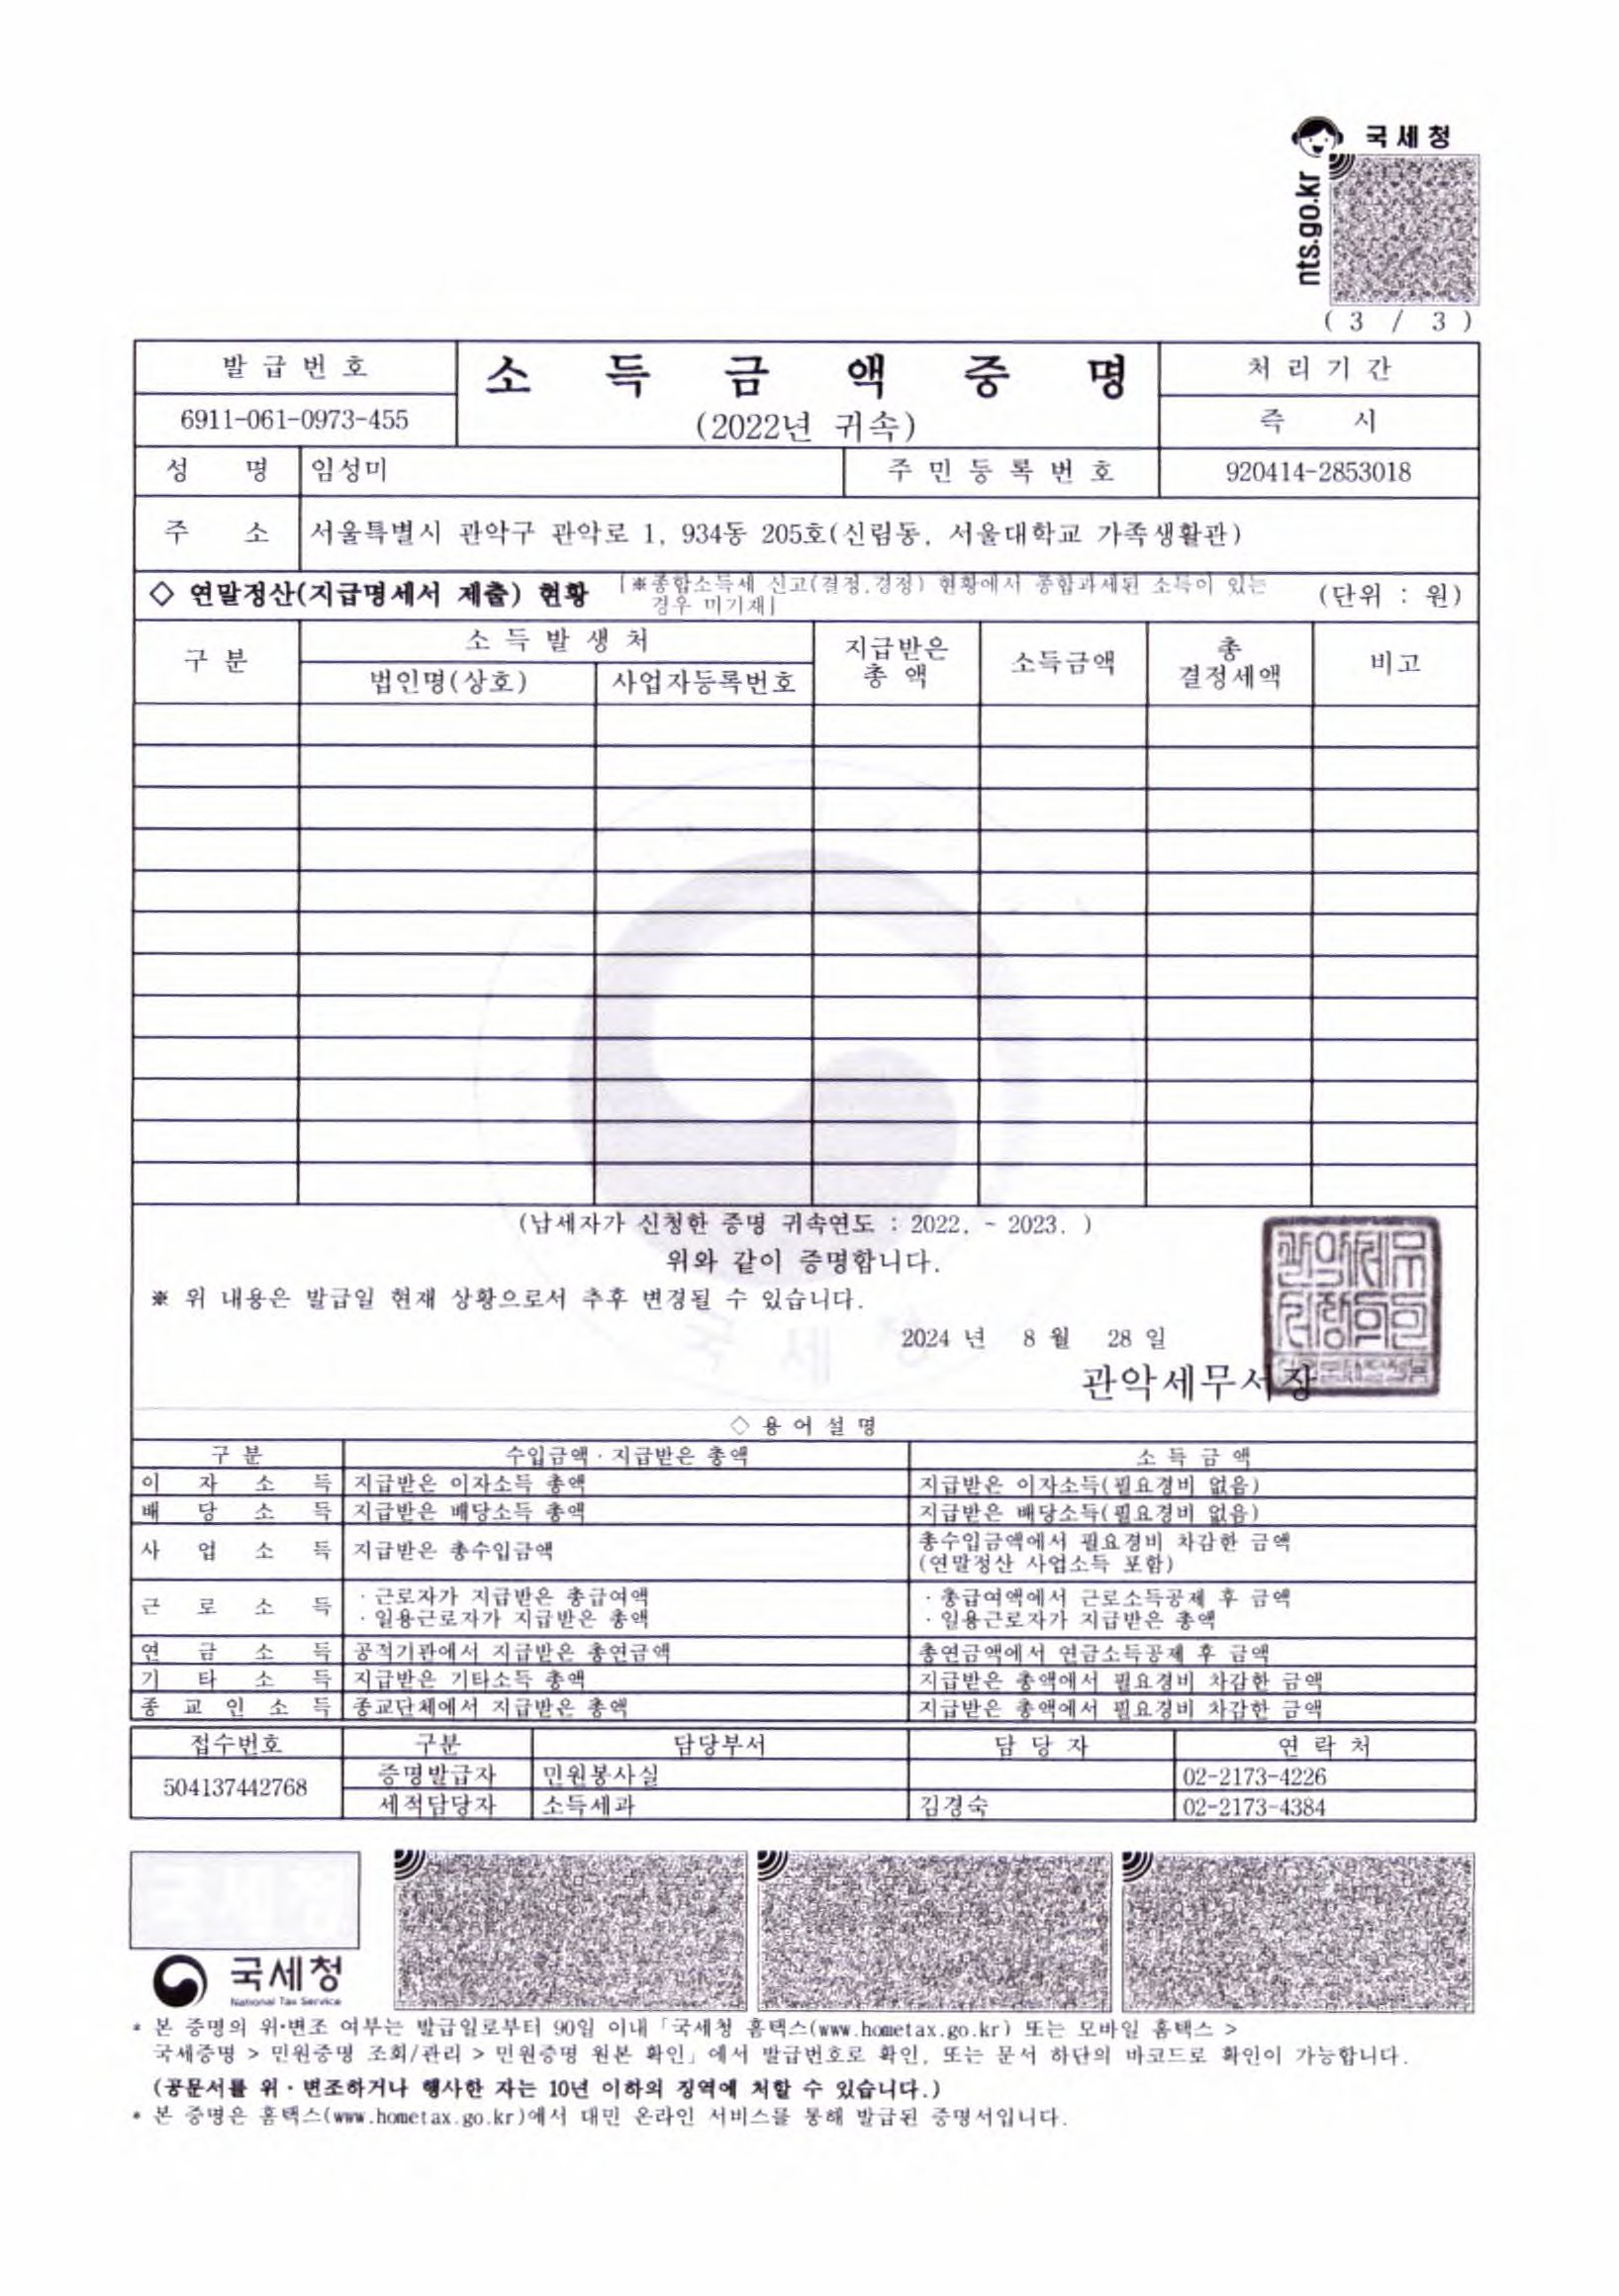 국세청
nts.go.kr
( 3 / 3 )
발 급 번 호
소 득 금 액 증 명
처 리 기 간
6911-061-0973-455
(2022년 귀속)
즉 시
성 명 임성미 주 민 등 록 번 호 920414-2853018
주 소 서울특별시 관악구 관악로 1, 934동 205호(신림동, 서울대학교 가족생활관)
◇ 연말정산(지급명세서 제출) 현황 [※종합소득세 신고(결정,경정) 현황에서 종합과세된 소득이 있는 경우 미기재] (단위 : 원)
구 분 소 득 발 생 처 지급받은 총 액 소득금액 총 결정세액 비고
법인명(상호) 사업자등록번호
(납세자가 신청한 증명 귀속연도 : 2022. ~ 2023. )
위와 같이 증명합니다.
※ 위 내용은 발급일 현재 상황으로서 추후 변경될 수 있습니다.
2024 년 8 월 28 일
관악세무서장
국 세 청
◇ 용 어 설 명
구 분 수입금액 · 지급받은 총액 소 득 금 액
이 자 소 득 지급받은 이자소득 총액 지급받은 이자소득(필요경비 없음)
배 당 소 득 지급받은 배당소득 총액 지급받은 배당소득(필요경비 없음)
사 업 소 득 지급받은 총수입금액 총수입금액에서 필요경비 차감한 금액
(연말정산 사업소득 포함)
근 로 소 득 · 근로자가 지급받은 총급여액 · 총급여액에서 근로소득공제 후 금액
· 일용근로자가 지급받은 총액 · 일용근로자가 지급받은 총액
연 금 소 득 공적기관에서 지급받은 총연금액 총연금액에서 연금소득공제 후 금액
기 타 소 득 지급받은 기타소득 총액 지급받은 총액에서 필요경비 차감한 금액
종 교 인 소 득 종교단체에서 지급받은 총액 지급받은 총액에서 필요경비 차감한 금액
접수번호 구분 담당부서 담 당 자 연 락 처
504137442768 증명발급자 민원봉사실 02-2173-4226
세적담당자 소득세과 김경숙 02-2173-4384
국세청
국세청
National Tax Service
* 본 증명의 위·변조 여부는 발급일로부터 90일 이내「국세청 홈택스(www.hometax.go.kr) 또는 모바일 홈택스 >
국세증명 > 민원증명 조회/관리 > 민원증명 원본 확인」에서 발급번호로 확인, 또는 문서 하단의 바코드로 확인이 가능합니다.
(공문서를 위 · 변조하거나 행사한 자는 10년 이하의 징역에 처할 수 있습니다.)
* 본 증명은 홈택스(www.hometax.go.kr)에서 대민 온라인 서비스를 통해 발급된 증명서입니다.